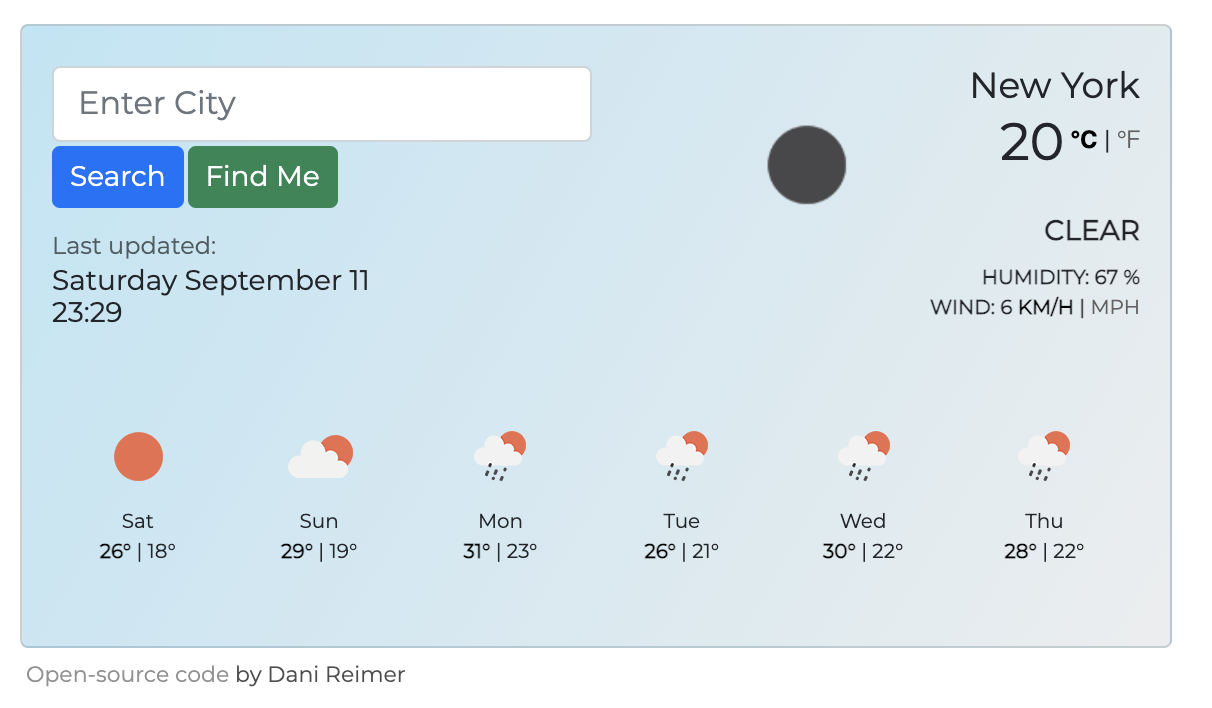 Enter City
Search Find Me
Last updated:
Saturday September 11
23:29
New York
20 °C | °F
CLEAR
HUMIDITY: 67 %
WIND: 6 KM/H | MPH
Sat Sun Mon Tue Wed Thu
26° | 18° 29° | 19° 31° | 23° 26° | 21° 30° | 22° 28° | 22°
Open-source code by Dani Reimer